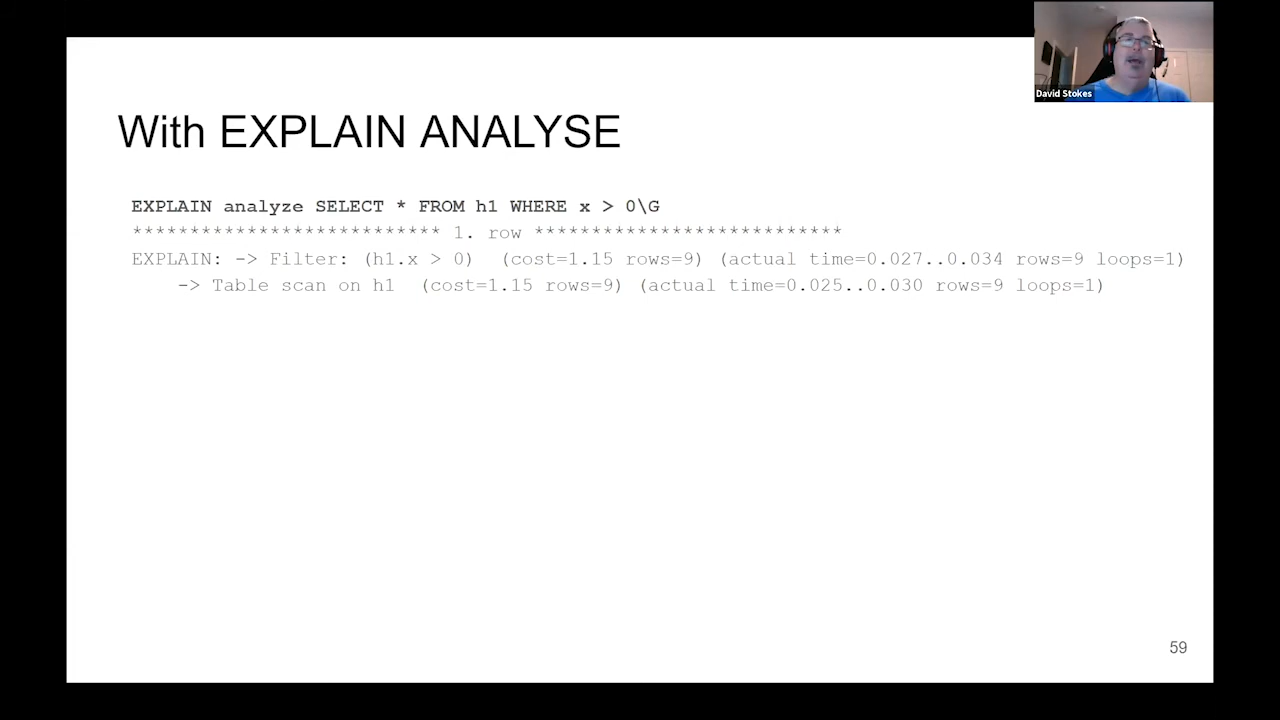 David Stokes
With EXPLAIN ANALYSE
EXPLAIN analyze SELECT * FROM h1 WHERE x > 0\G
*************************** 1. row ***************************
EXPLAIN: -> Filter: (h1.x > 0)  (cost=1.15 rows=9) (actual time=0.027..0.034 rows=9 loops=1)
    -> Table scan on h1  (cost=1.15 rows=9) (actual time=0.025..0.030 rows=9 loops=1)
59